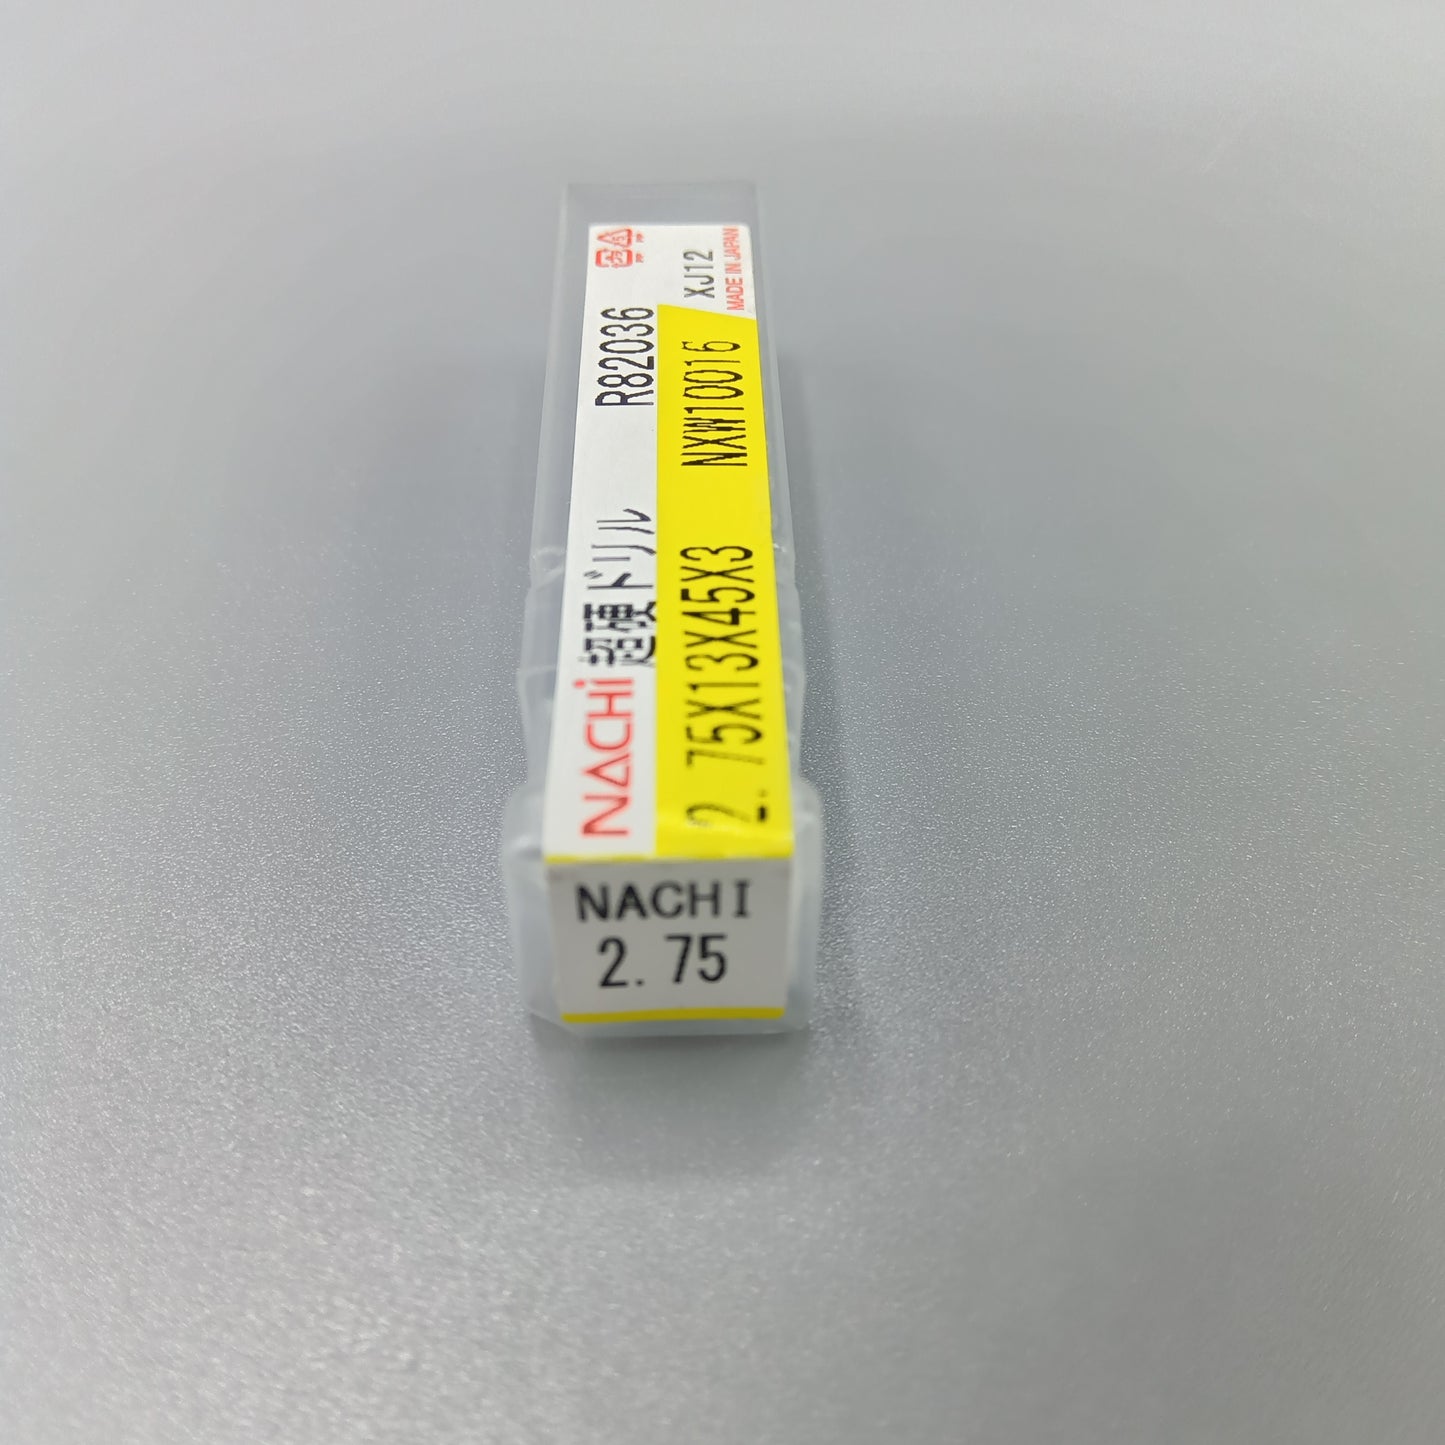 NACHi 超硬ドリル R82036
XJ12
MADE IN JAPAN
2.75X13X45X3 NXW10016
NACHI
2.75